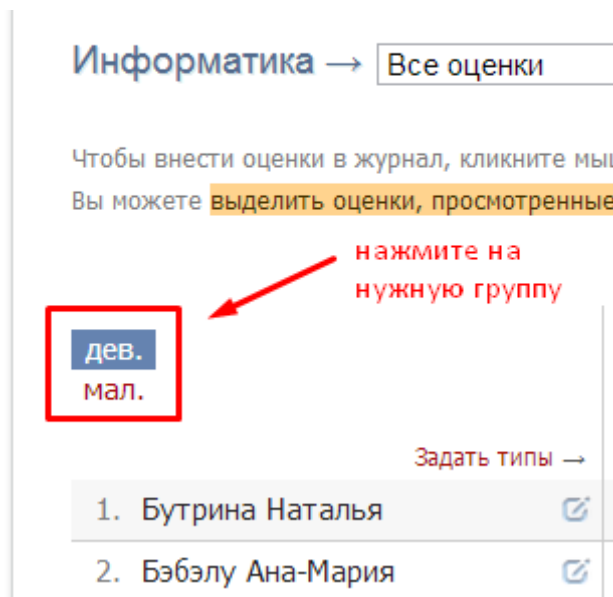 Информатика → Все оценки
Чтобы внести оценки в журнал, кликните
Вы можете выделить оценки, просмотренные
нажмите на
нужную группу
дев.
мал.
Задать типы →
1. Бутрина Наталья
2. Бэбэлу Ана-Мария